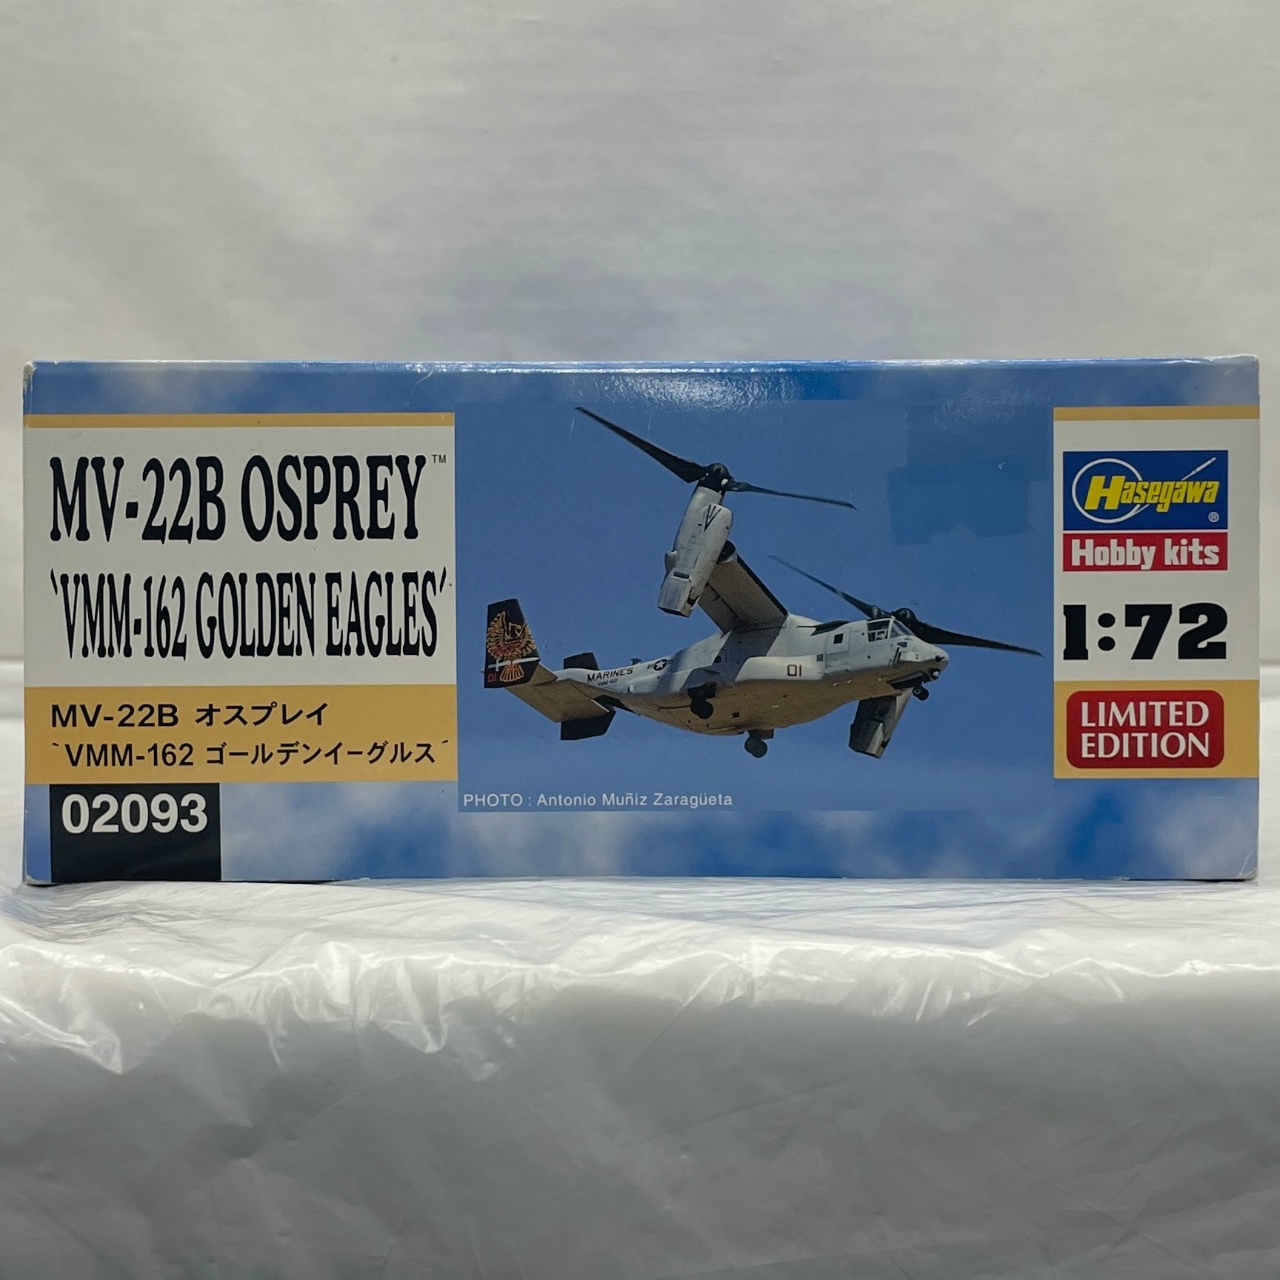 MV-22B OSPREY™
`VMM-162 GOLDEN EAGLES´
MV-22B オスプレイ
`VMM-162 ゴールデンイーグルス´
02093
01
MARINES
01
PHOTO : Antonio Muñiz Zaragüeta
Hasegawa®
Hobby kits
1:72
LIMITED
EDITION